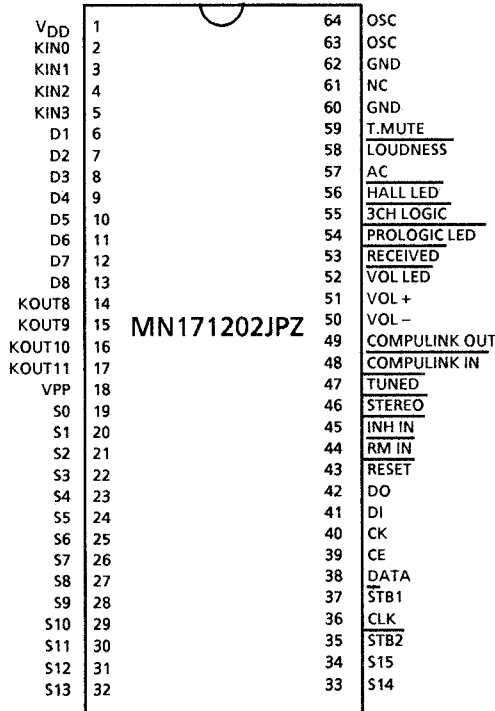 VDD 1 64 OSC
KIN0 2 63 OSC
KIN1 3 62 GND
KIN2 4 61 NC
KIN3 5 60 GND
D1 6 59 T.MUTE
D2 7 58 LOUDNESS
D3 8 57 AC
D4 9 56 HALL LED
D5 10 55 3CH LOGIC
D6 11 54 PROLOGIC LED
D7 12 53 RECEIVED
D8 13 52 VOL LED
KOUT8 14 51 VOL +
KOUT9 15 MN171202JPZ 50 VOL –
KOUT10 16 49 COMPULINK OUT
KOUT11 17 48 COMPULINK IN
VPP 18 47 TUNED
S0 19 46 STEREO
S1 20 45 INH IN
S2 21 44 RM IN
S3 22 43 RESET
S4 23 42 DO
S5 24 41 DI
S6 25 40 CK
S7 26 39 CE
S8 27 38 DATA
S9 28 37 STB1
S10 29 36 CLK
S11 30 35 STB2
S12 31 34 S15
S13 32 33 S14